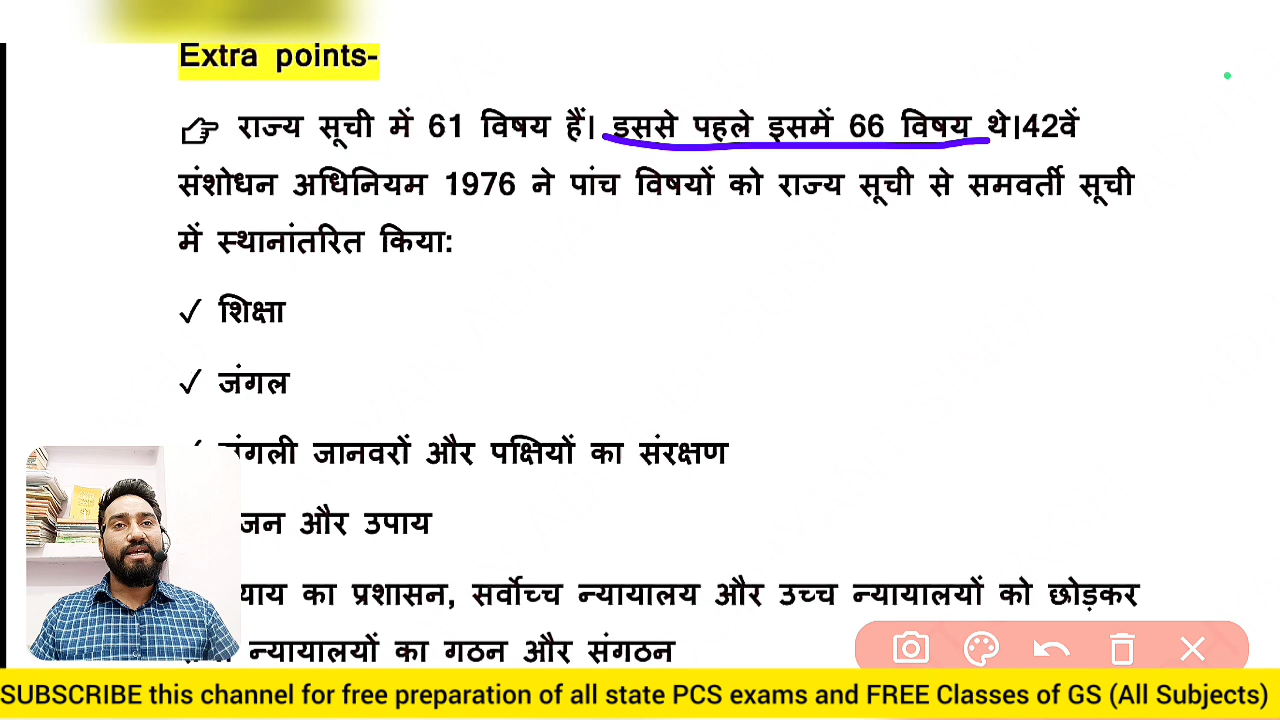 Extra points-
राज्य सूची में 61 विषय हैं। इससे पहले इसमें 66 विषय थे।42वें
संशोधन अधिनियम 1976 ने पांच विषयों को राज्य सूची से समवर्ती सूची
में स्थानांतरित किया:
✓ शिक्षा
✓ जंगल
जानवरों और पक्षियों का संरक्षण
और उपाय
का प्रशासन, सर्वोच्च न्यायालय और उच्च न्यायालयों को छोड़कर
न्यायालयों का गठन और संगठन
SUBSCRIBE this channel for free preparation of all state PCS exams and FREE Classes of GS (All Subjects)